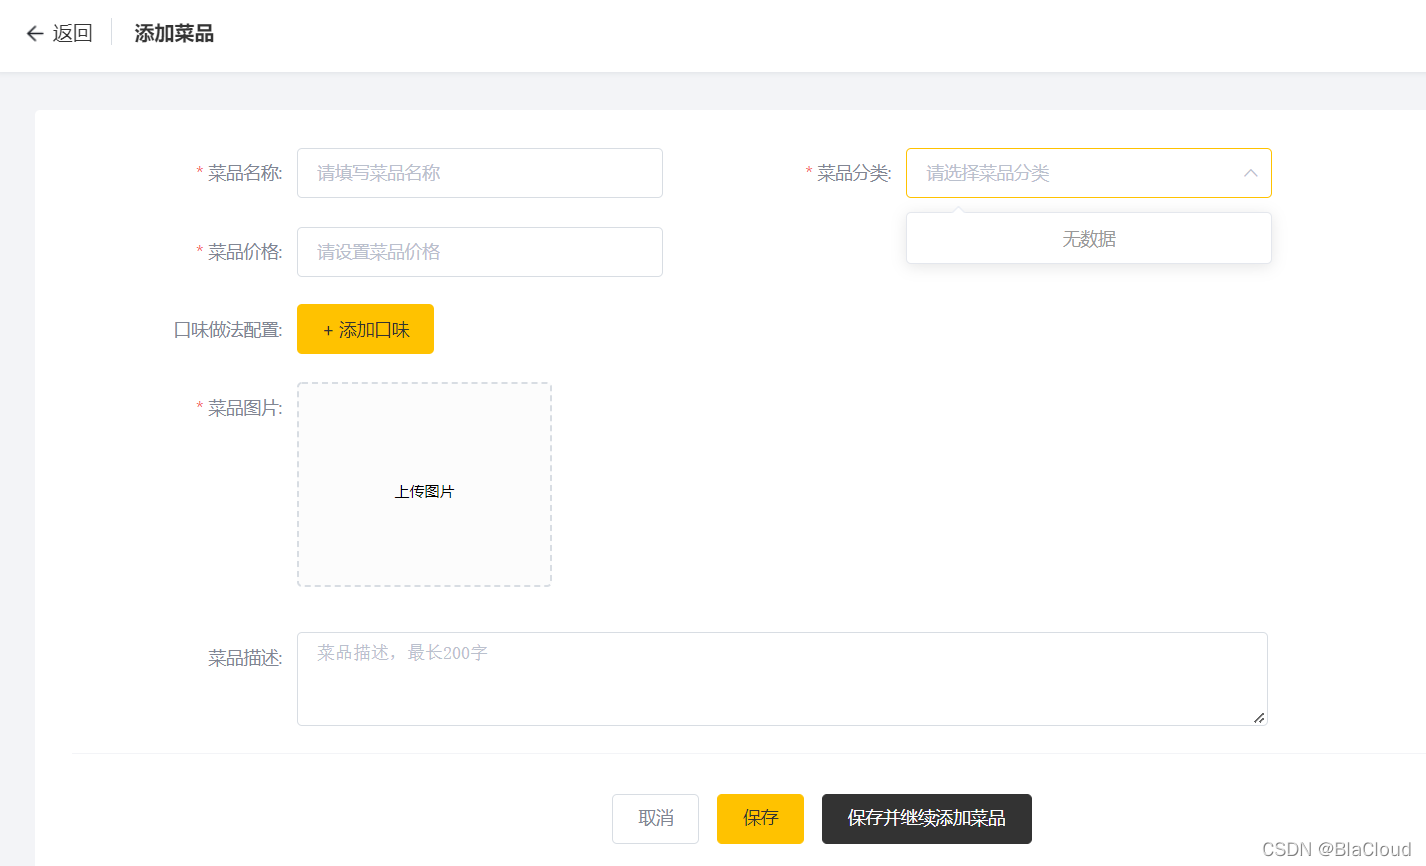 返回 添加菜品
* 菜品名称: 请填写菜品名称 * 菜品分类: 请选择菜品分类
无数据
* 菜品价格: 请设置菜品价格
口味做法配置: + 添加口味
* 菜品图片:
上传图片
菜品描述: 菜品描述，最长200字
取消 保存 保存并继续添加菜品
CSDN @BlaCloud